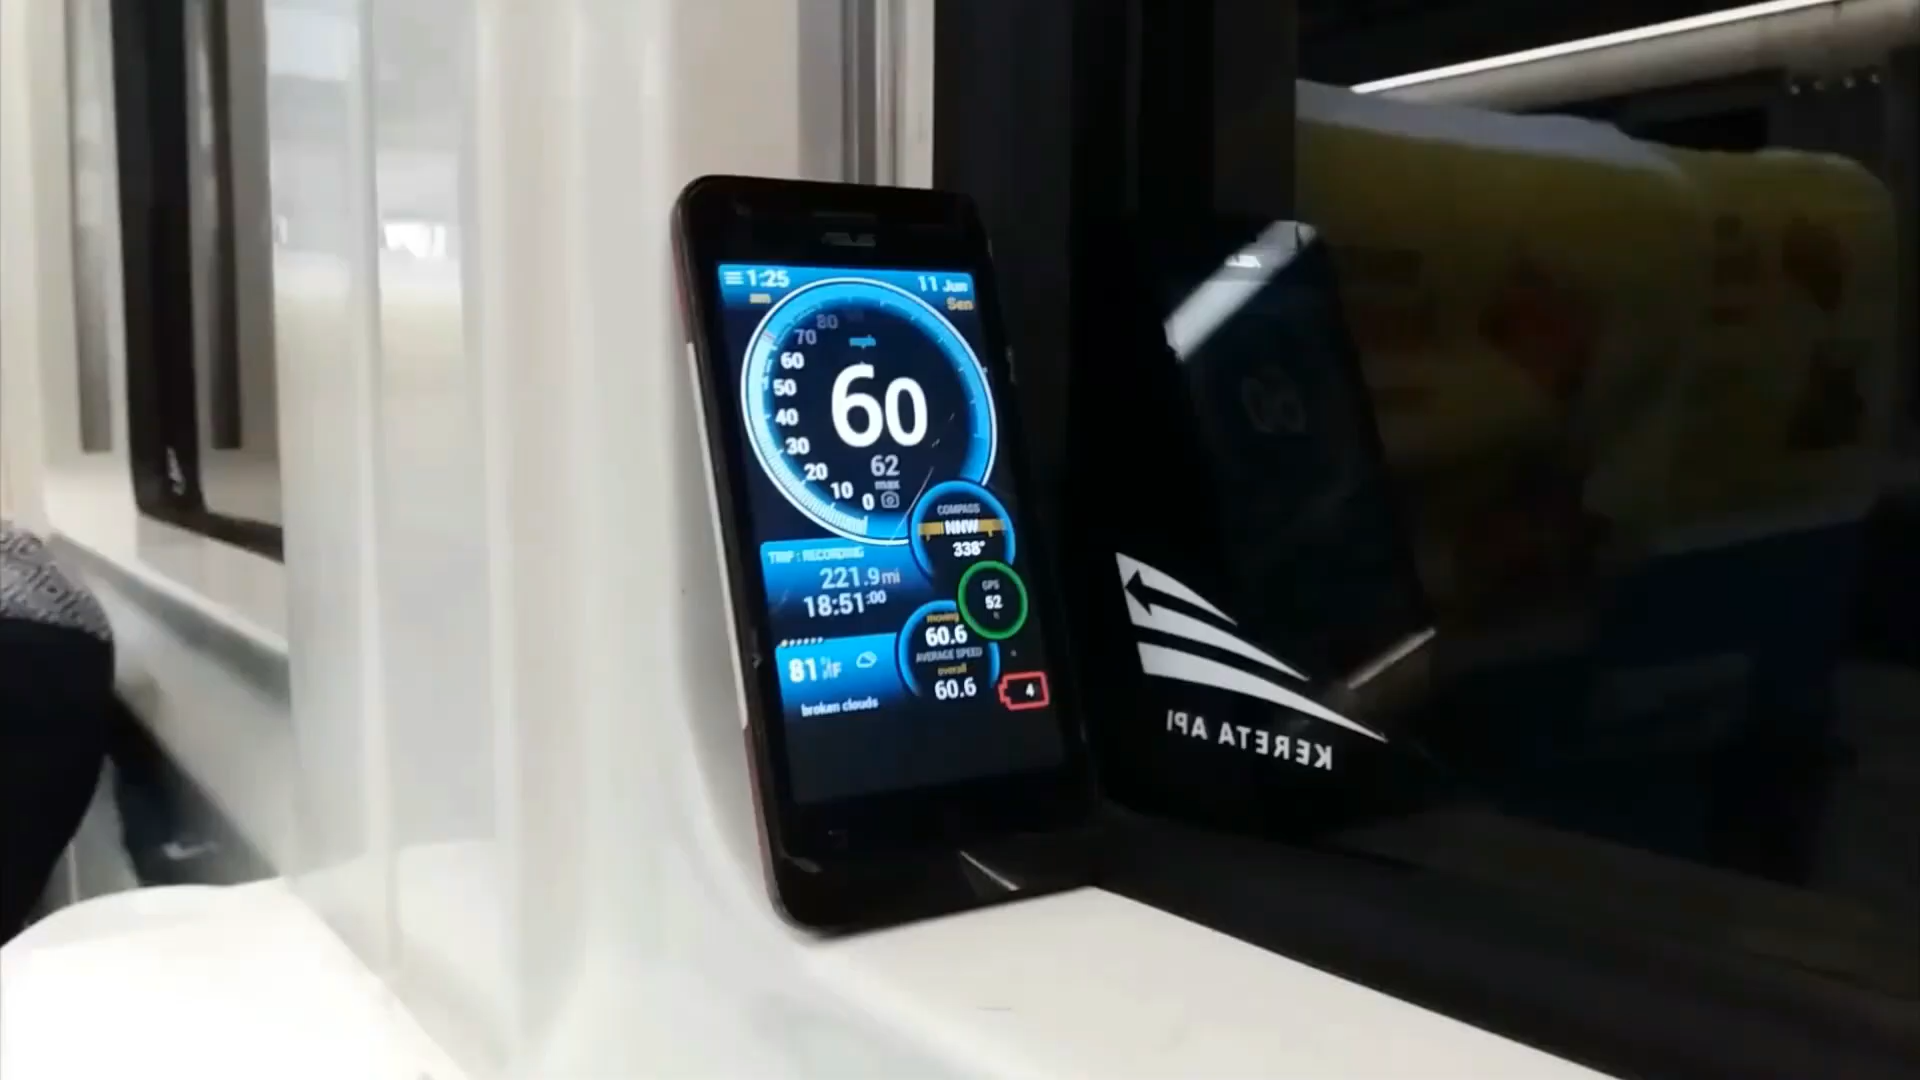 ASUS
1:25
11 Jun
am
Sen
80
70
60
50
40
30
20
10
0
mph
60
62
max
COMPASS
NNW
338°
TRIP : RECORDING
221.9 mi
18:51:00
GPS
52
moving
60.6
AVERAGE SPEED
overall
60.6
81 °F
broken clouds
4
KERETA API